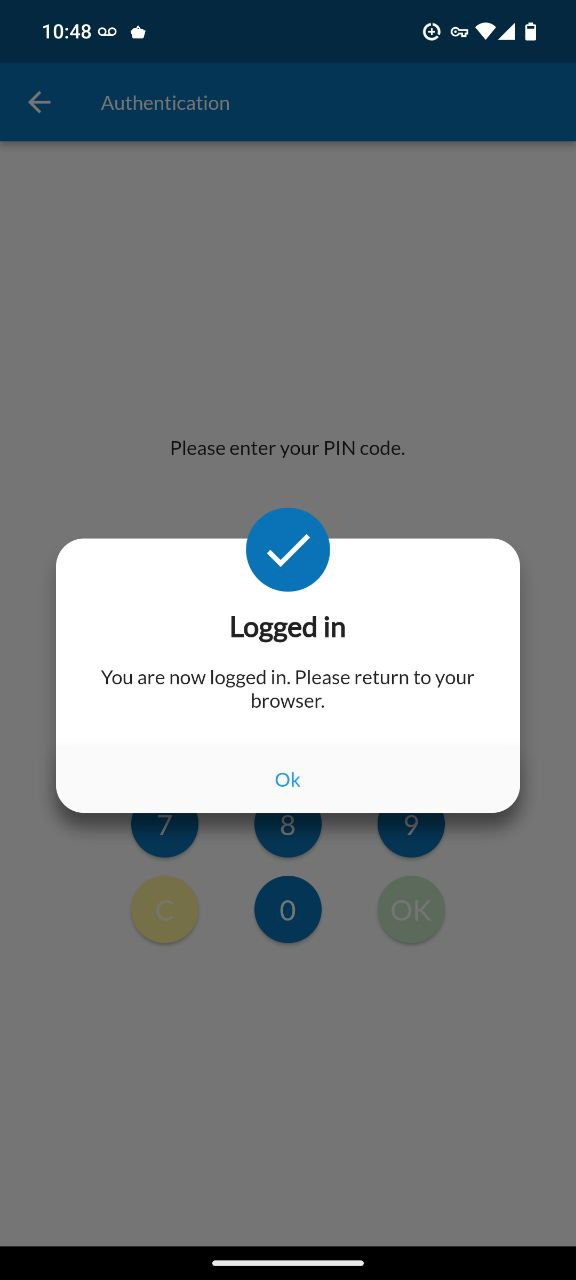 10:48
Authentication
Please enter your PIN code.
Logged in
You are now logged in. Please return to your
browser.
Ok
7 8 9
C 0 OK